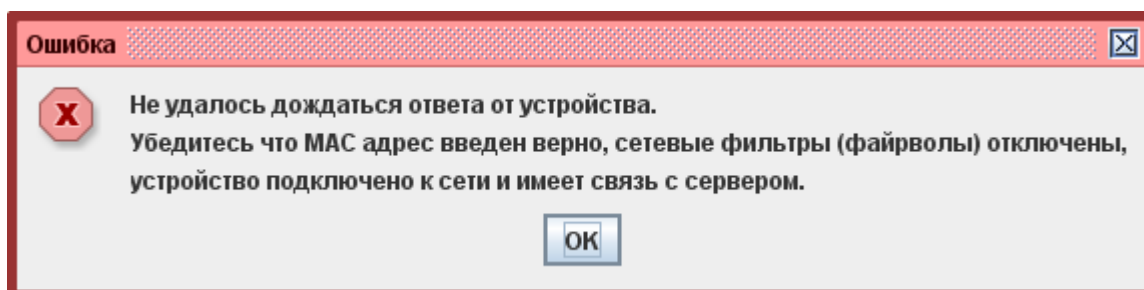 Ошибка
Не удалось дождаться ответа от устройства.
Убедитесь что MAC адрес введен верно, сетевые фильтры (файрволы) отключены,
устройство подключено к сети и имеет связь с сервером.
OK